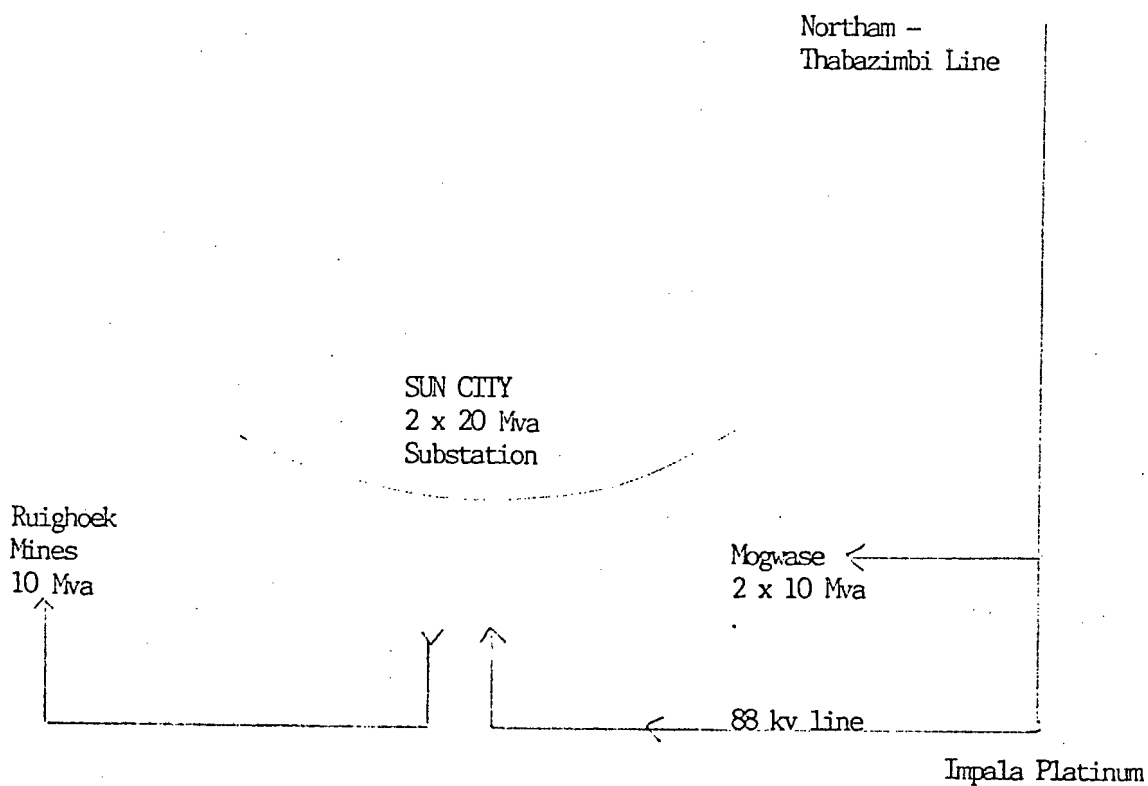 Northam -
Thabazimbi Line
SUN CITY
2 x 20 Mva
Substation
Ruighoek
Mines
10 Mva
Mogwase
2 x 10 Mva
88 kv line
Impala Platinum